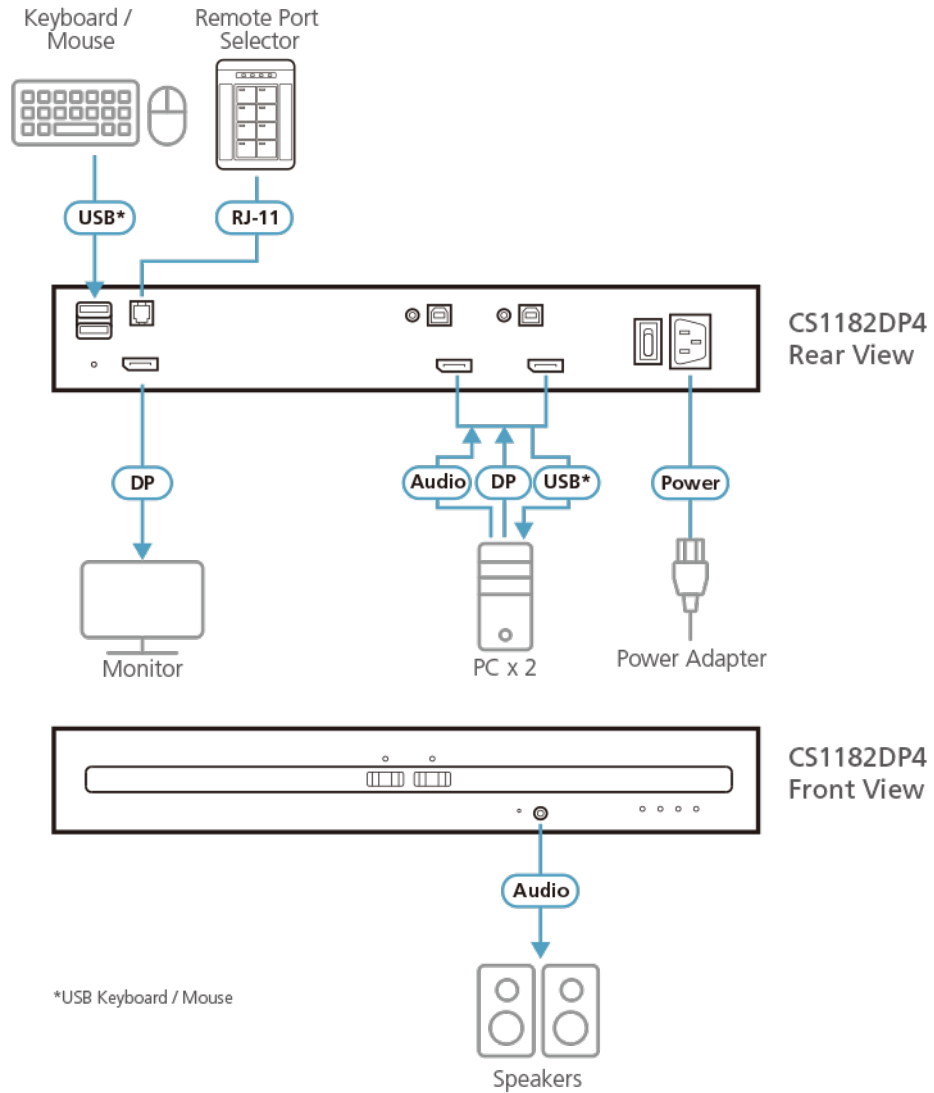 Keyboard /
Mouse
Remote Port
Selector
USB*
RJ-11
CS1182DP4
Rear View
DP
Audio
DP
USB*
Power
Monitor
PC x 2
Power Adapter
CS1182DP4
Front View
Audio
*USB Keyboard / Mouse
Speakers